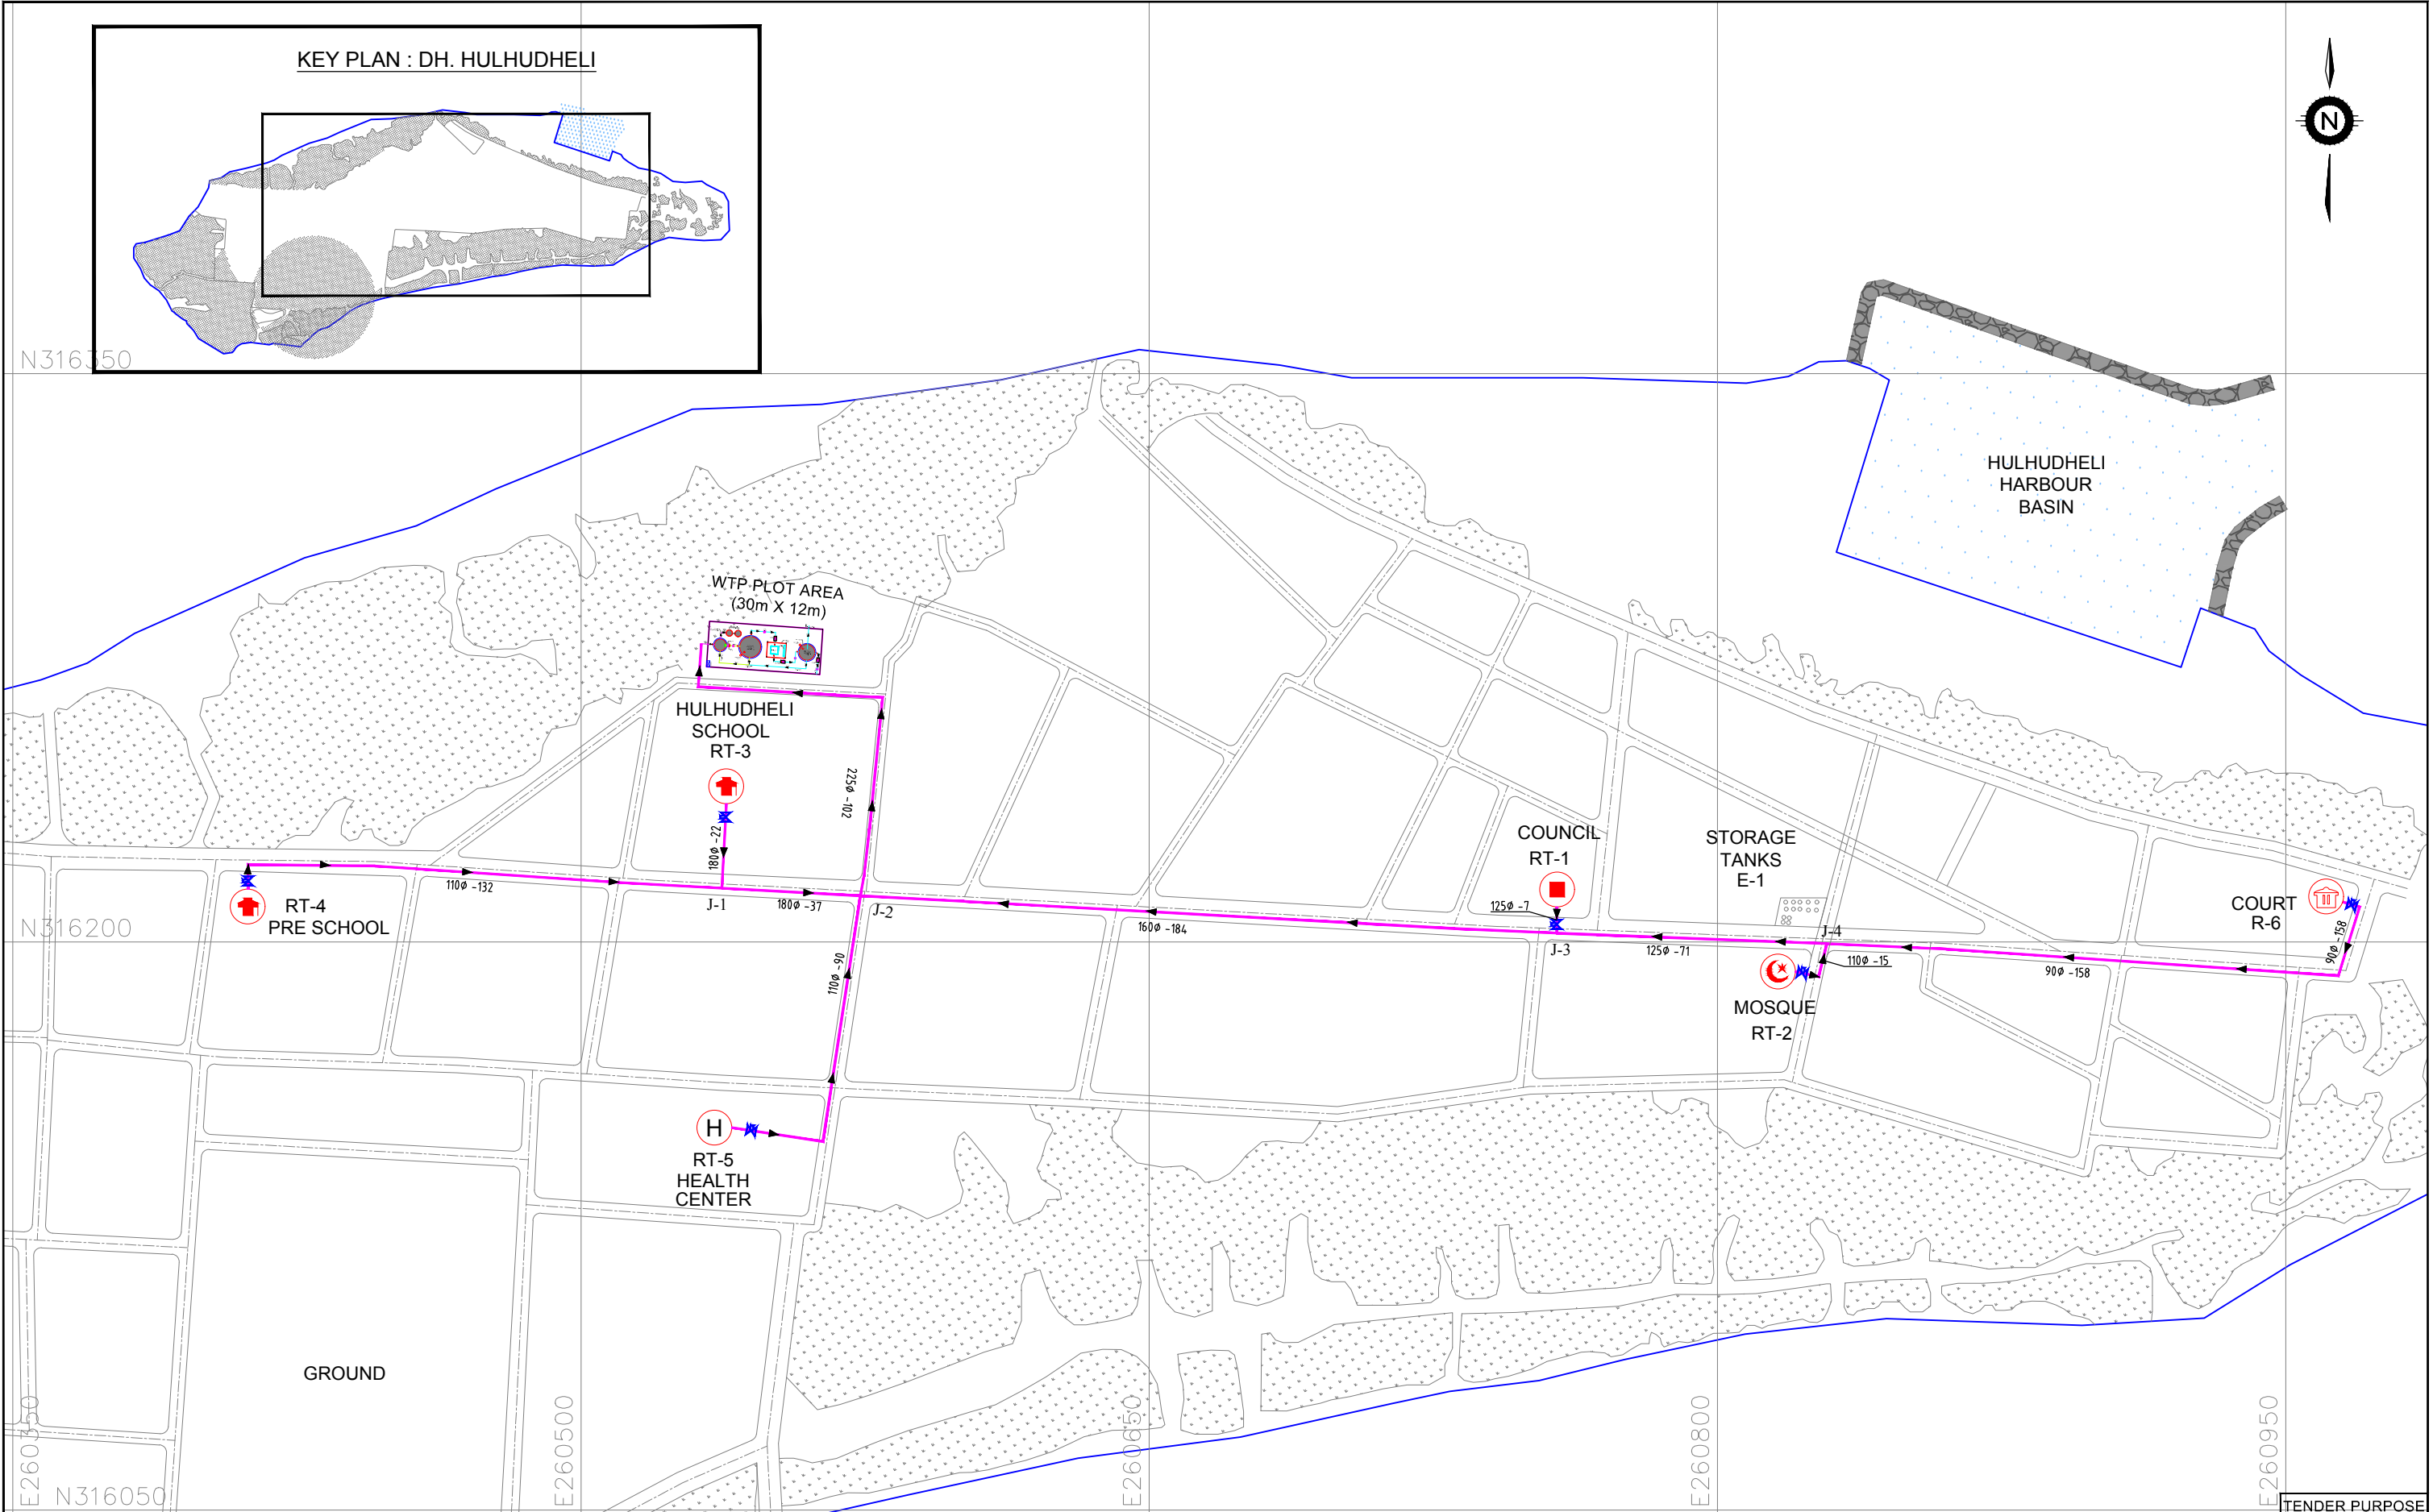 KEY PLAN : DH. HULHUDHELI
N
N316350
HULHUDHELI
HARBOUR
BASIN
WTP PLOT AREA
(30m X 12m)
HULHUDHELI
SCHOOL
RT-3
225Ø -102
180Ø -22
COUNCIL
RT-1
STORAGE
TANKS
E-1
110Ø -132
RT-4
PRE SCHOOL
J-1
180Ø -37
J-2
125Ø -7
160Ø -184
J-3
125Ø -71
J-4
110Ø -15
COURT
R-6
90Ø -158
90Ø -158
N316200
110Ø -90
MOSQUE
RT-2
H
RT-5
HEALTH
CENTER
GROUND
E260350
E260500
E260650
E260800
E260950
N316050
TENDER PURPOSE